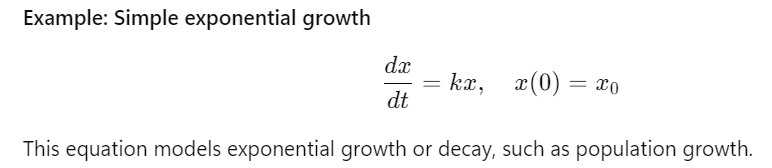 Example: Simple exponential growth
dx/dt = kx, x(0) = x₀
This equation models exponential growth or decay, such as population growth.